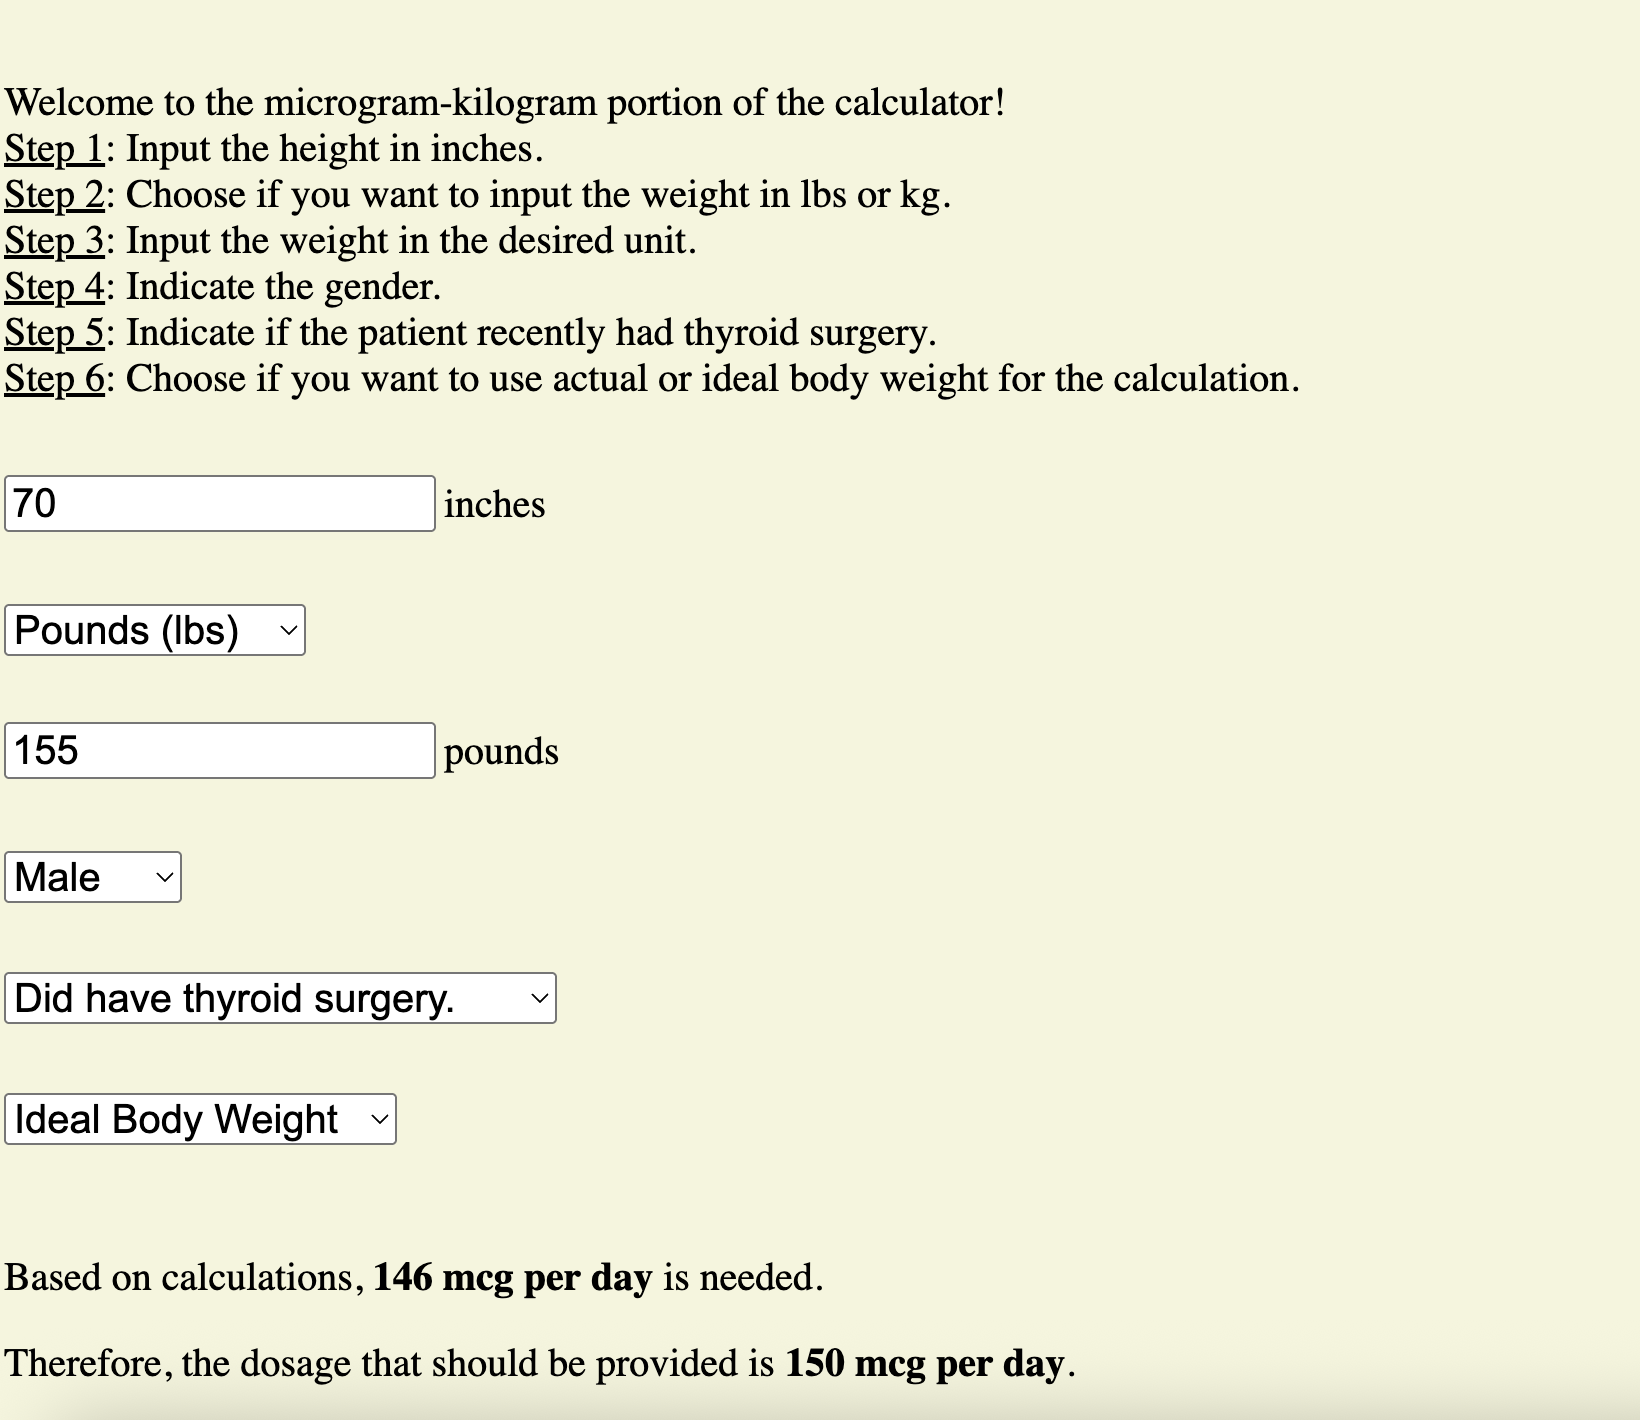 Welcome to the microgram-kilogram portion of the calculator!
Step 1: Input the height in inches.
Step 2: Choose if you want to input the weight in lbs or kg.
Step 3: Input the weight in the desired unit.
Step 4: Indicate the gender.
Step 5: Indicate if the patient recently had thyroid surgery.
Step 6: Choose if you want to use actual or ideal body weight for the calculation.
70 inches
Pounds (lbs)
155 pounds
Male
Did have thyroid surgery.
Ideal Body Weight
Based on calculations, 146 mcg per day is needed.
Therefore, the dosage that should be provided is 150 mcg per day.